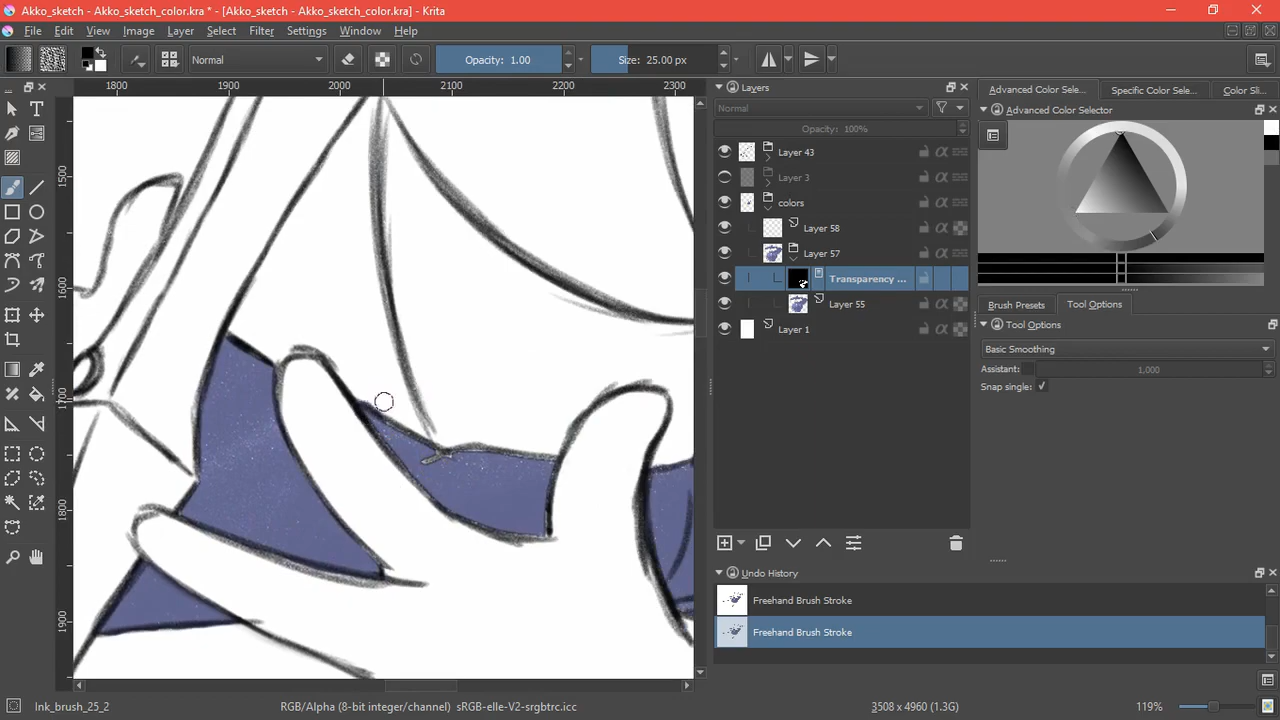 Akko_sketch - Akko_sketch_color.kra * - [Akko_sketch - Akko_sketch_color.kra] - Krita
File Edit View Image Layer Select Filter Settings Window Help
Normal Opacity: 1.00 Size: 25.00 px
1800 1900 2000 2100 2200 2300
1500
1600
1700
1800
1900
Layers
Normal
Opacity: 100%
Layer 43
Layer 3
colors
Layer 58
Layer 57
Transparency ...
Layer 55
Layer 1
Undo History
Freehand Brush Stroke
Freehand Brush Stroke
Advanced Color Sele... Specific Color Sele... Color Sli...
Advanced Color Selector
Brush Presets Tool Options
Tool Options
Basic Smoothing
Assistant: 1,000
Snap single: ✓
Ink_brush_25_2 RGB/Alpha (8-bit integer/channel) sRGB-elle-V2-srgbtrc.icc 3508 x 4960 (1.3G) 119%